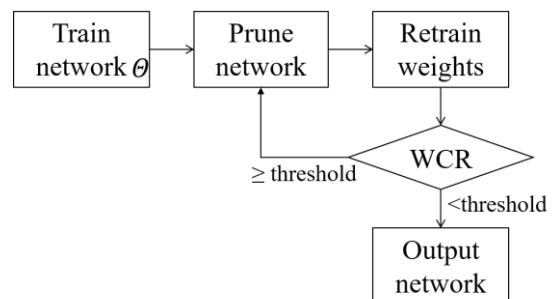 Train
network Θ
Prune
network
Retrain
weights
WCR
≥ threshold
<threshold
Output
network